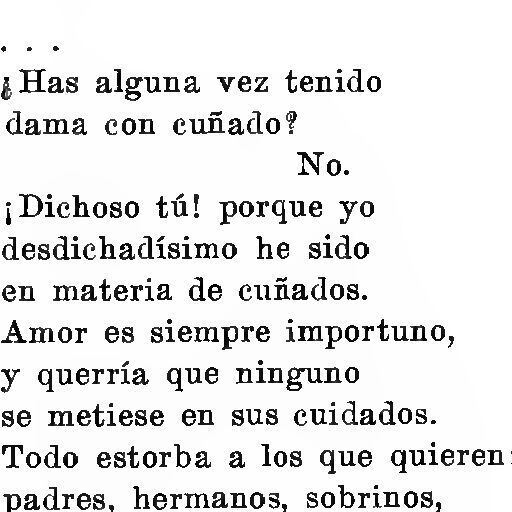 . . .
¿Has alguna vez tenido
dama con cuñado?
No.
¡Dichoso tú! porque yo
desdichadísimo he sido
en materia de cuñados.
Amor es siempre importuno,
y querría que ninguno
se metiese en sus cuidados.
Todo estorba a los que quieren:
padres, hermanos, sobrinos,